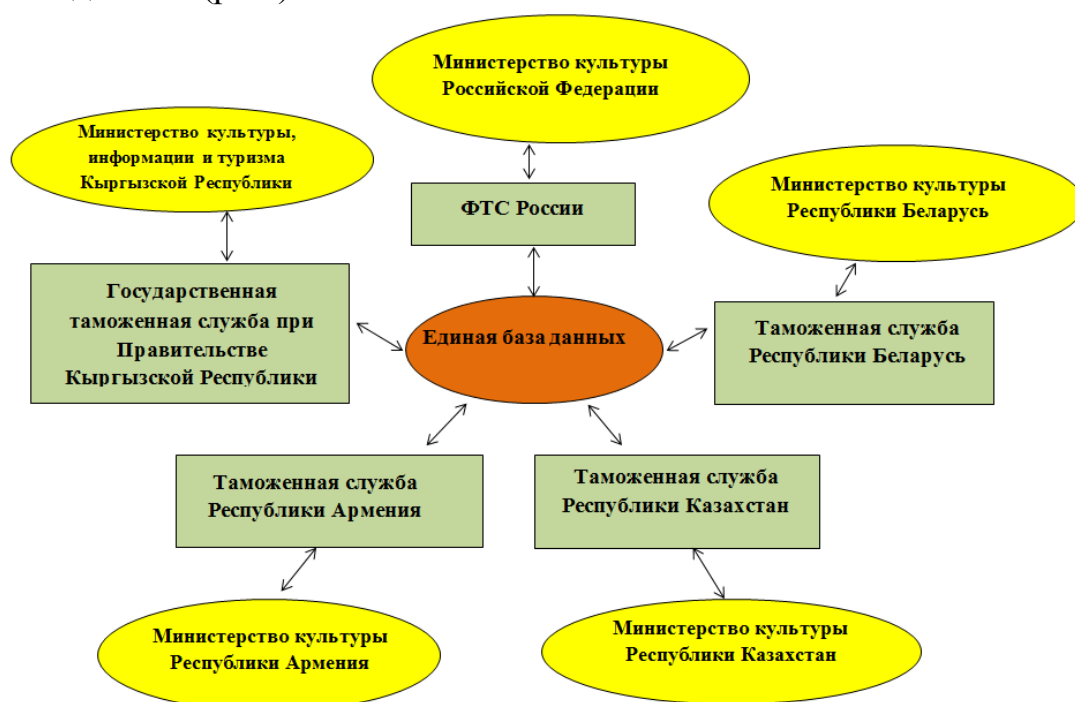 Министерство культуры
Российской Федерации
Министерство культуры,
информации и туризма
Кыргызской Республики
ФТС России
Министерство культуры
Республики Беларусь
Государственная
таможенная служба при
Правительстве
Кыргызской Республики
Единая база данных
Таможенная служба
Республики Беларусь
Таможенная служба
Республики Армения
Таможенная служба
Республики Казахстан
Министерство культуры
Республики Армения
Министерство культуры
Республики Казахстан